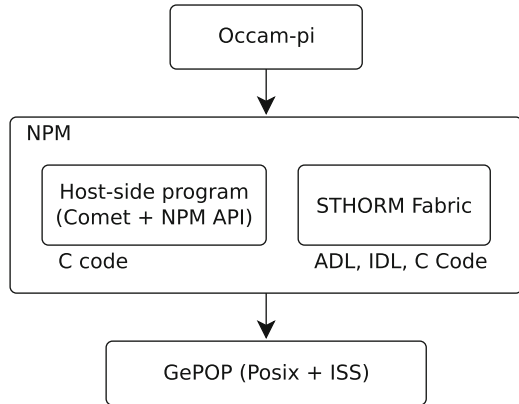 Occam-pi
NPM
Host-side program
(Comet + NPM API)
STHORM Fabric
C code
ADL, IDL, C Code
GePOP (Posix + ISS)